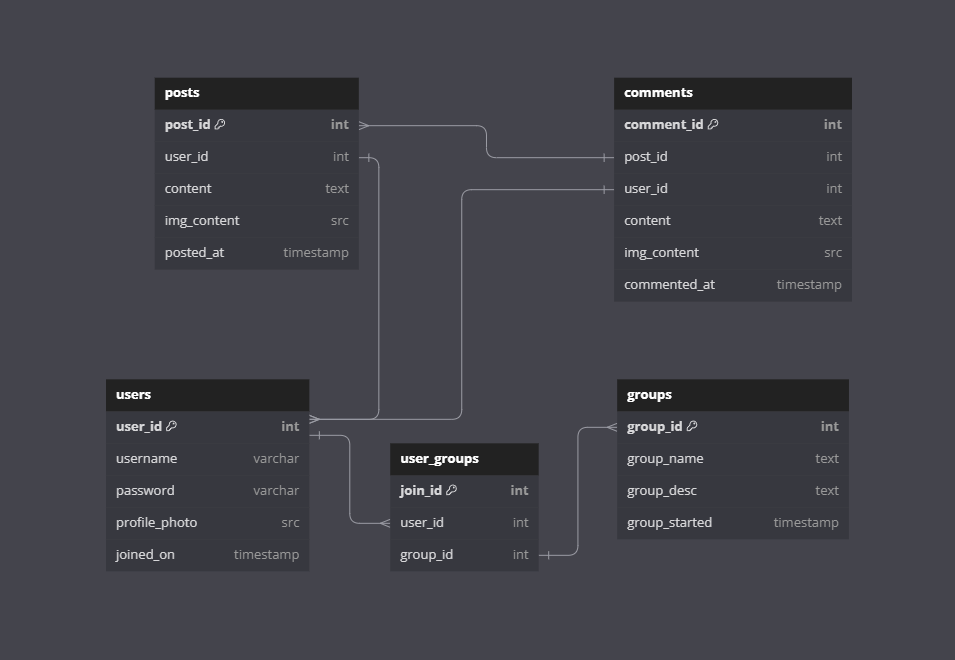 posts
post_id int
user_id int
content text
img_content src
posted_at timestamp
comments
comment_id int
post_id int
user_id int
content text
img_content src
commented_at timestamp
users
user_id int
username varchar
password varchar
profile_photo src
joined_on timestamp
user_groups
join_id int
user_id int
group_id int
groups
group_id int
group_name text
group_desc text
group_started timestamp